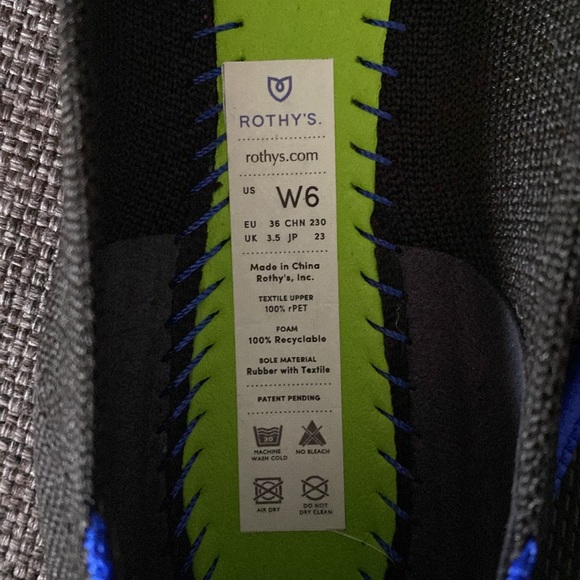 ROTHY'S.
rothys.com
US W6
EU 36 CHN 230
UK 3.5 JP 23
Made in China
Rothy's, Inc.
TEXTILE UPPER
100% rPET
FOAM
100% Recyclable
SOLE MATERIAL
Rubber with Textile
PATENT PENDING
30
MACHINE WASH COLD
NO BLEACH
AIR DRY
DO NOT DRY CLEAN